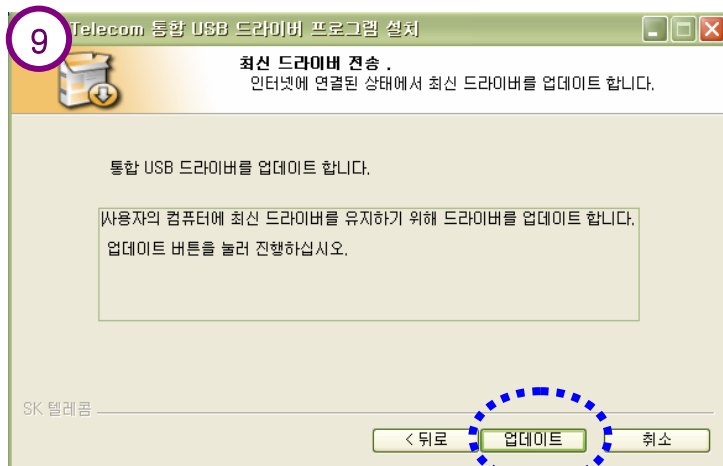 9
Telecom 통합 USB 드라이버 프로그램 설치
최신 드라이버 전송 .
인터넷에 연결된 상태에서 최신 드라이버를 업데이트 합니다.
통합 USB 드라이버를 업데이트 합니다.
사용자의 컴퓨터에 최신 드라이버를 유지하기 위해 드라이버를 업데이트 합니다.
업데이트 버튼을 눌러 진행하십시오.
SK 텔레콤
< 뒤로 업데이트 취소